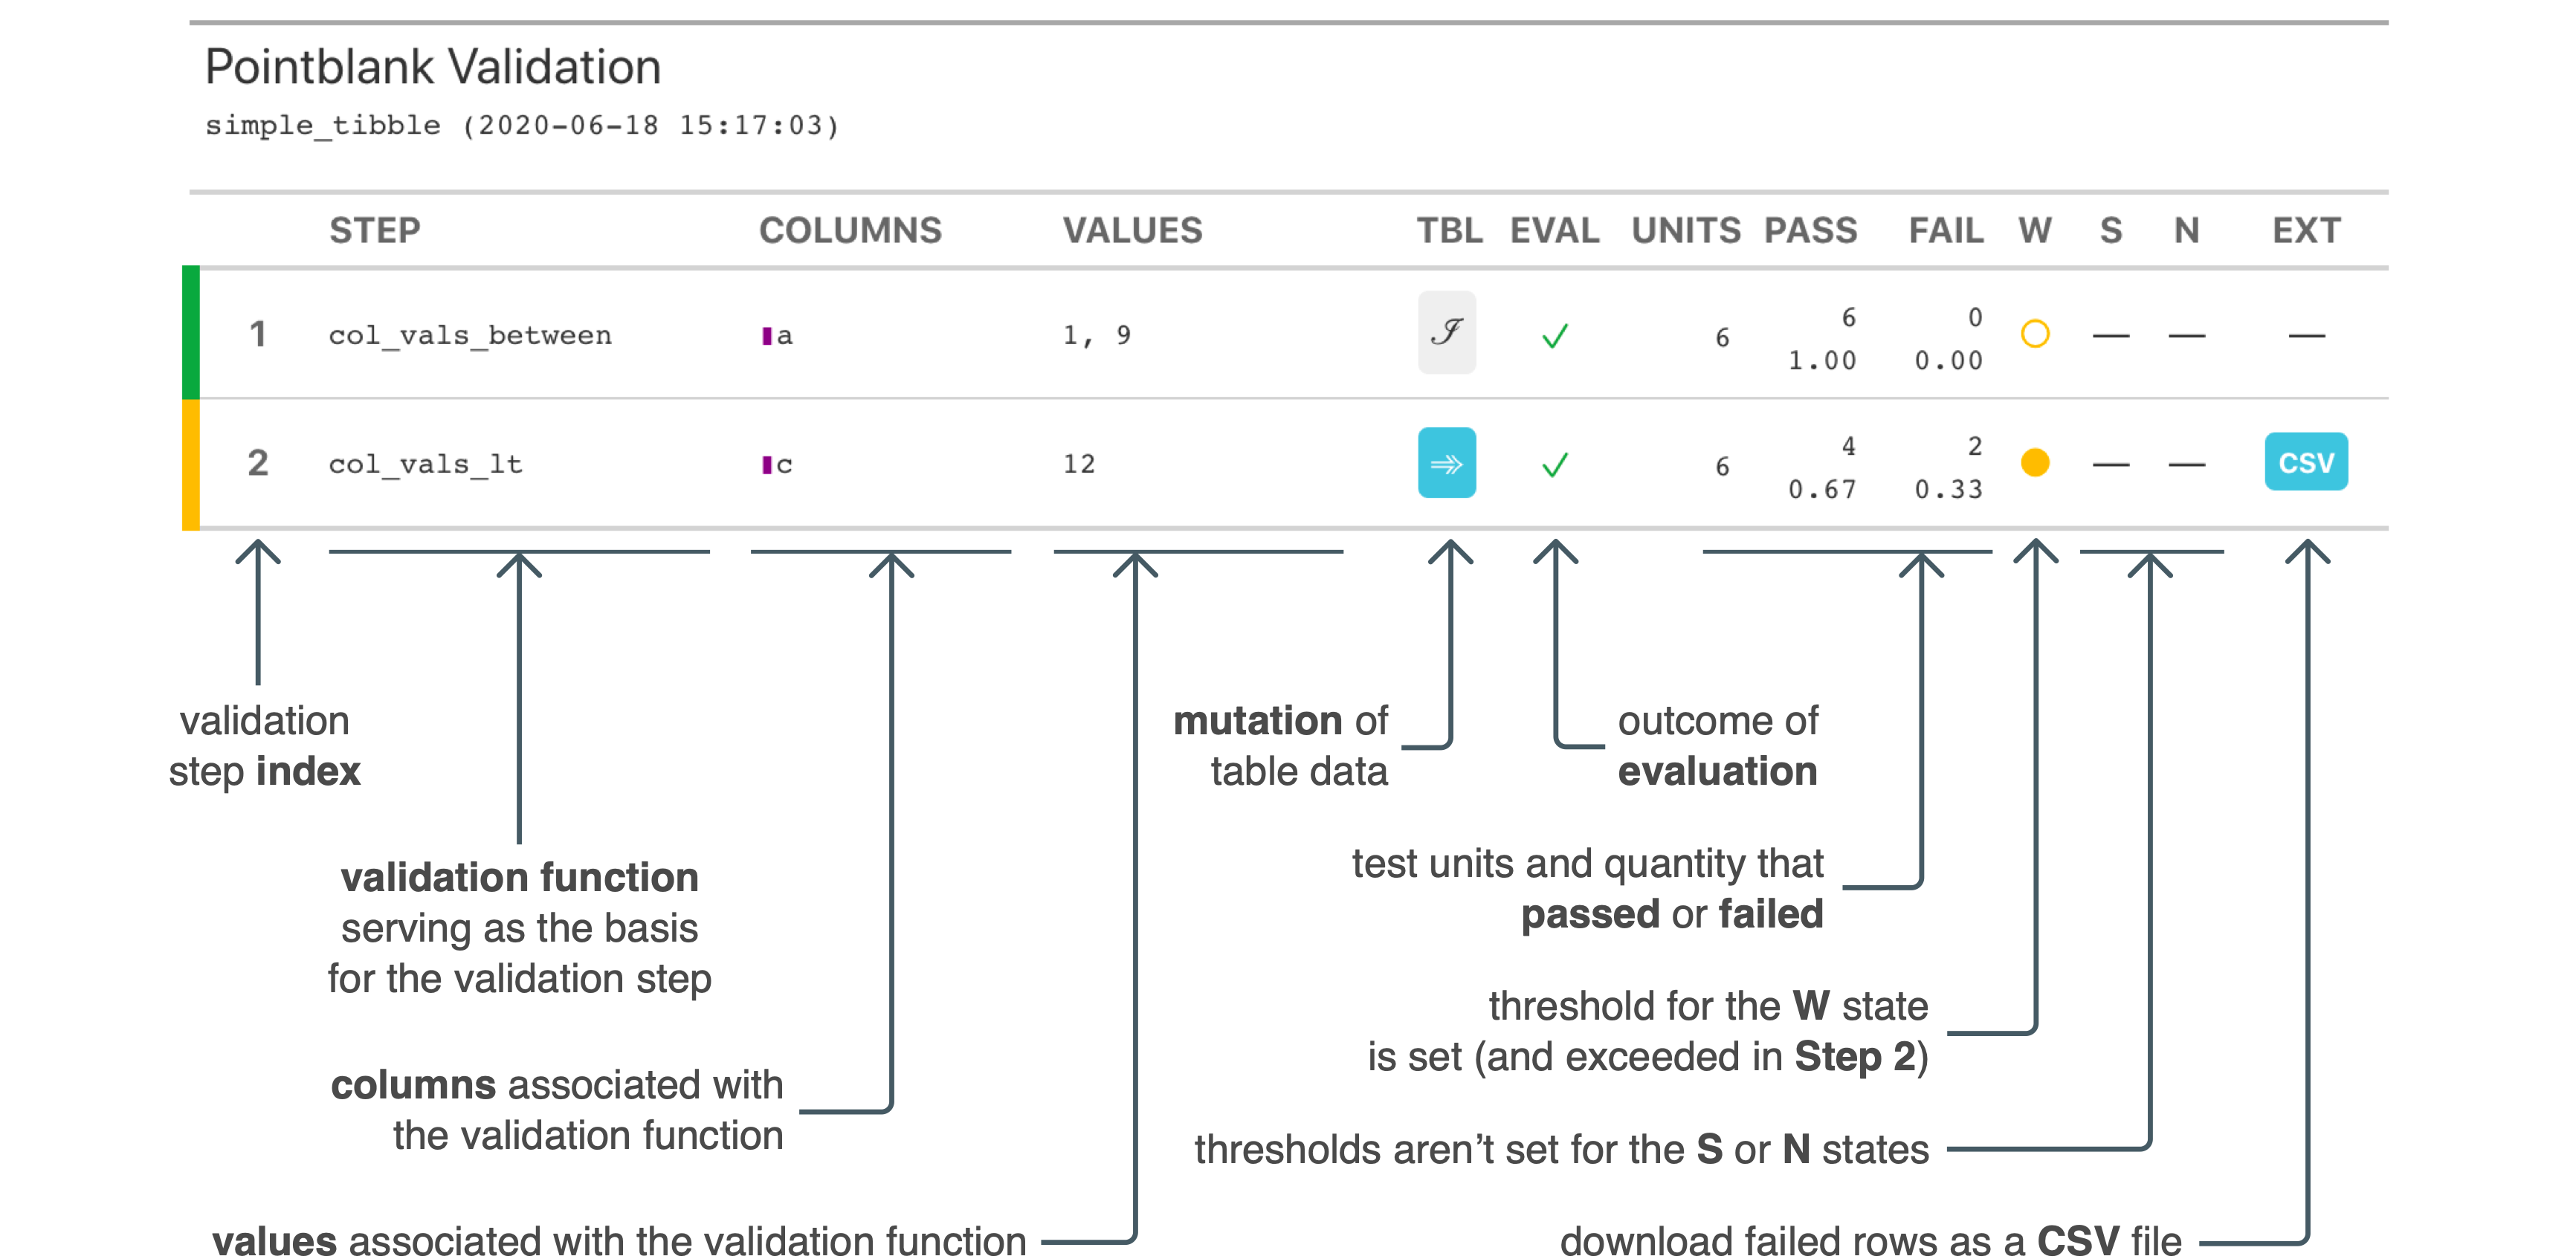 Pointblank Validation
simple_tibble (2020-06-18 15:17:03)
STEP COLUMNS VALUES TBL EVAL UNITS PASS FAIL W S N EXT
1 col_vals_between a 1, 9 ℐ ✓ 6 6 0 — — —
1.00 0.00
2 col_vals_lt c 12 ✓ 6 4 2 — — CSV
0.67 0.33
validation
step index
validation function
serving as the basis
for the validation step
columns associated with
the validation function
values associated with the validation function
mutation of
table data
outcome of
evaluation
test units and quantity that
passed or failed
threshold for the W state
is set (and exceeded in Step 2)
thresholds aren’t set for the S or N states
download failed rows as a CSV file